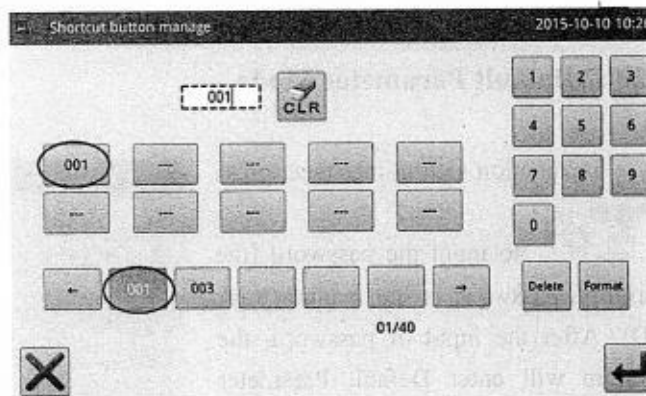 Shortcut button manage 2015-10-10 10:26
001 CLR
1 2 3
4 5 6
7 8 9
0
001 --- --- --- ---
--- --- --- --- ---
← 001 003 →
Delete Format
01/40